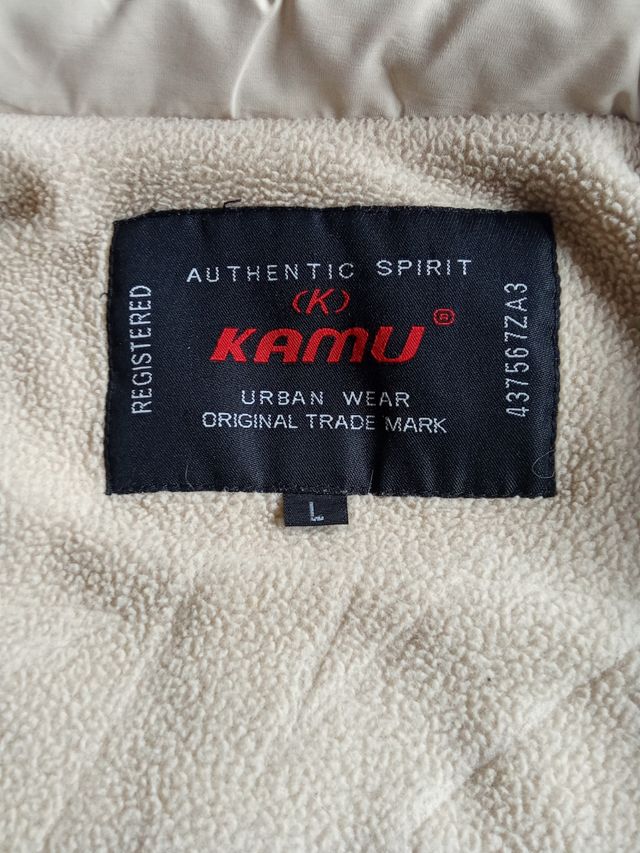 AUTHENTIC SPIRIT
(K)
KAMU ®
URBAN WEAR
ORIGINAL TRADE MARK
REGISTERED
437567ZA3
L